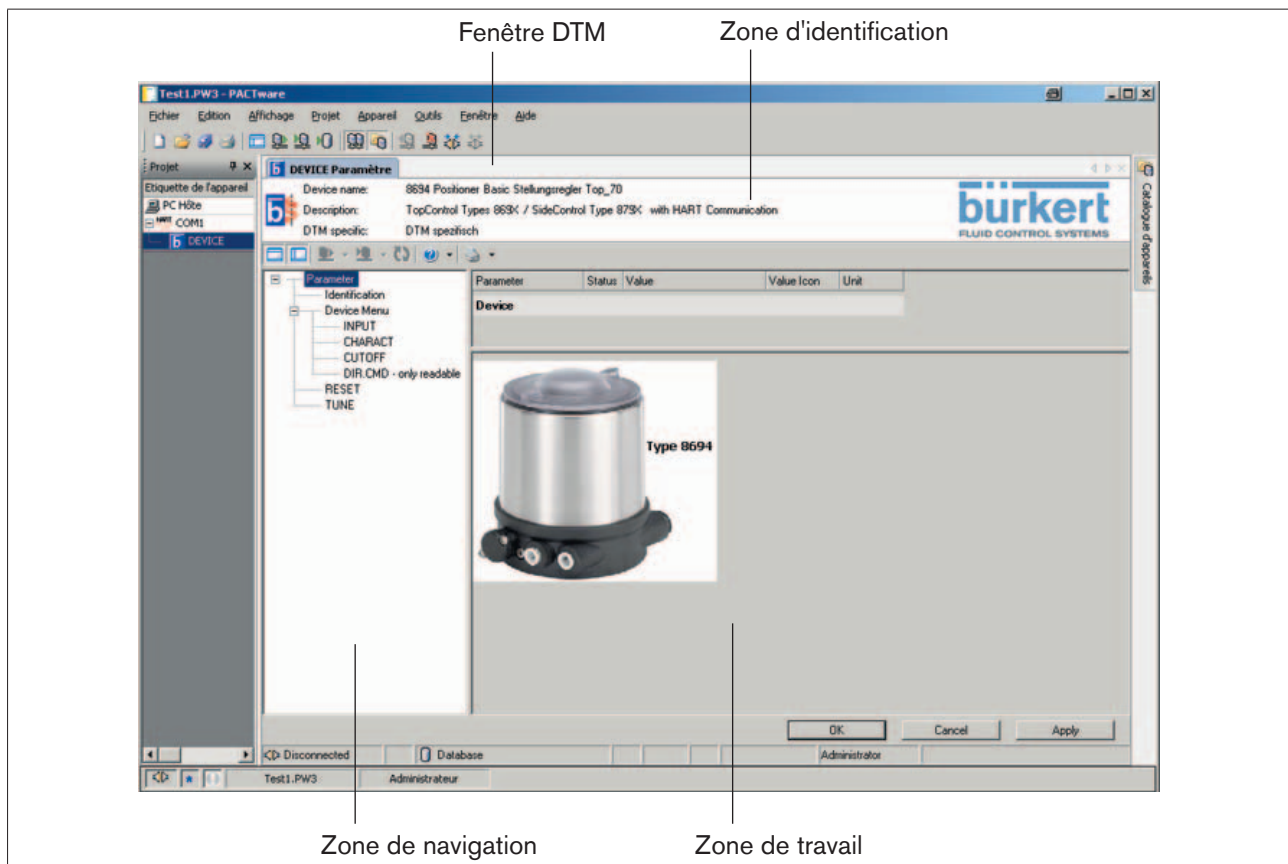 Fenêtre DTM
Zone d'identification
Test1.PW3 - PACTware
Fichier Edition Affichage Projet Appareil Outils Fenêtre Aide
Projet
DEVICE Paramètre
Etiquette de l'appareil
PC Hôte
HART COM1
DEVICE
Device name: 8694 Positioner Basic Stellungsregler Top_70
Description: TopControl Types 869X / SideControl Type 879X with HART Communication
DTM specific: DTM spezifisch
burkert
FLUID CONTROL SYSTEMS
Catalogue d'appareils
Parameter
Identification
Device Menu
INPUT
CHARACT
CUTOFF
DIR.CMD - only readable
RESET
TUNE
Parameter Status Value Value Icon Unit
Device
Type 8694
OK Cancel Apply
Disconnected Database Administrator
Test1.PW3 Administrateur
Zone de navigation
Zone de travail